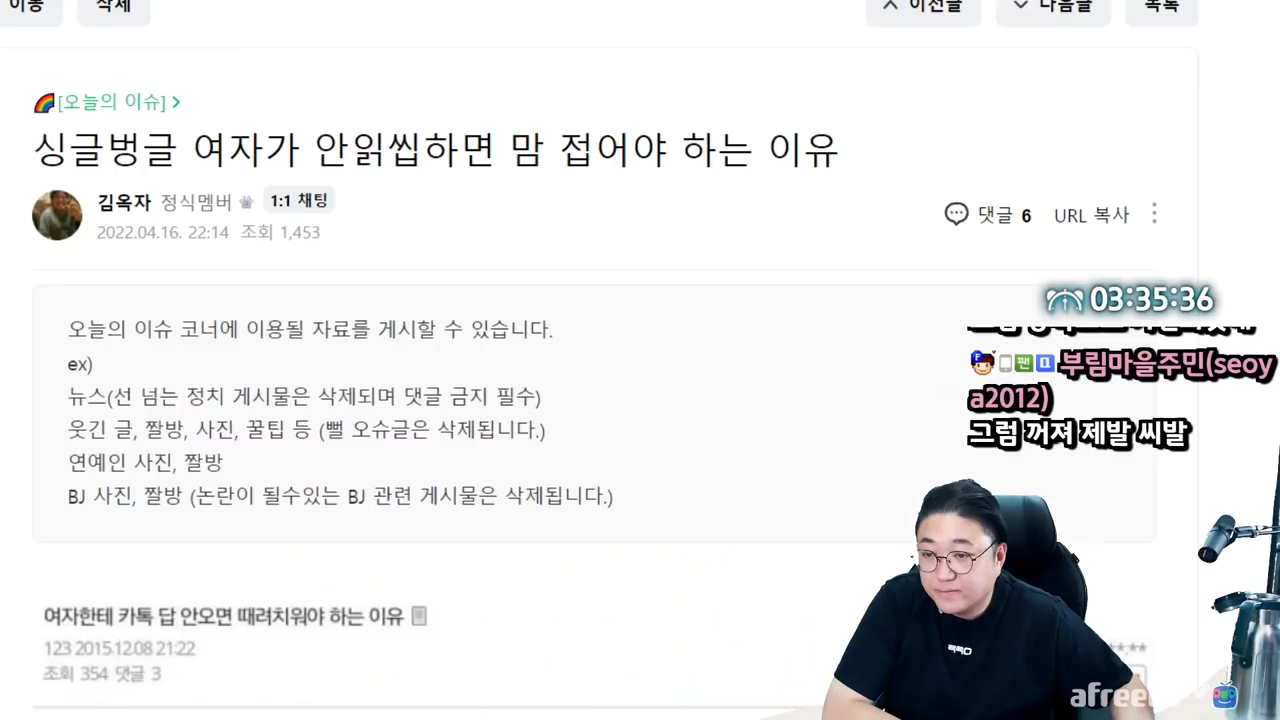 이동
삭제
이전글
다음글
목록
[오늘의 이슈]
싱글벙글 여자가 안읽씹하면 맘 접어야 하는 이유
김옥자 정식멤버 1:1 채팅
2022.04.16. 22:14 조회 1,453
댓글 6 URL 복사
오늘의 이슈 코너에 이용될 자료를 게시할 수 있습니다.
ex)
뉴스(선 넘는 정치 게시물은 삭제되며 댓글 금지 필수)
웃긴 글, 짤방, 사진, 꿀팁 등 (뻘 오슈글은 삭제됩니다.)
연예인 사진, 짤방
BJ 사진, 짤방 (논란이 될수있는 BJ 관련 게시물은 삭제됩니다.)
03:35:36
팬
부림마을주민(seoy
a2012)
그럼 꺼져 제발 씨발
여자한테 카톡 답 안오면 때려치워야 하는 이유
123 2015.12.08 21:22
조회 354 댓글 3